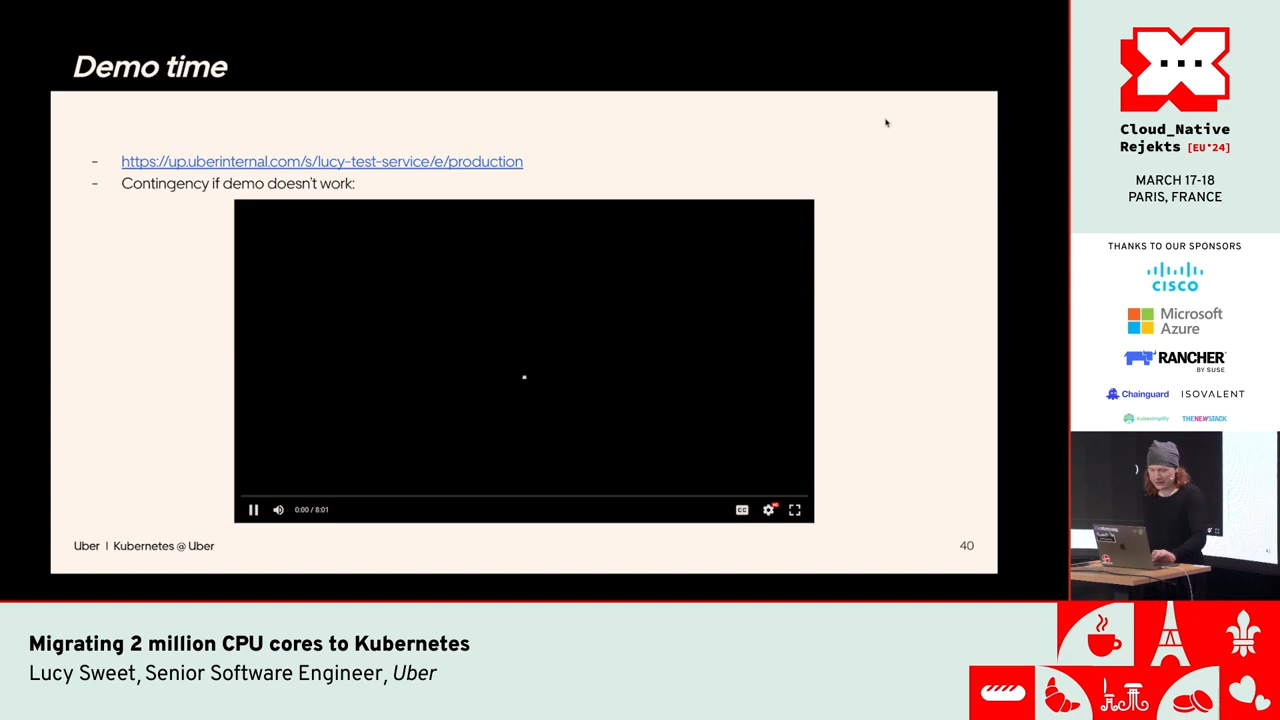 Demo time
- https://up.uberinternal.com/s/lucy-test-service/e/production
- Contingency if demo doesn't work:
0:00 / 8:01
CC
HD
Uber | Kubernetes @ Uber
40
Cloud_Native
Rejekts [EU*24]
MARCH 17-18
PARIS, FRANCE
THANKS TO OUR SPONSORS
CISCO
Microsoft
Azure
RANCHER
BY SUSE
Chainguard
ISOVALENT
Kubesimplify
THENEWSTACK
Migrating 2 million CPU cores to Kubernetes
Lucy Sweet, Senior Software Engineer, Uber